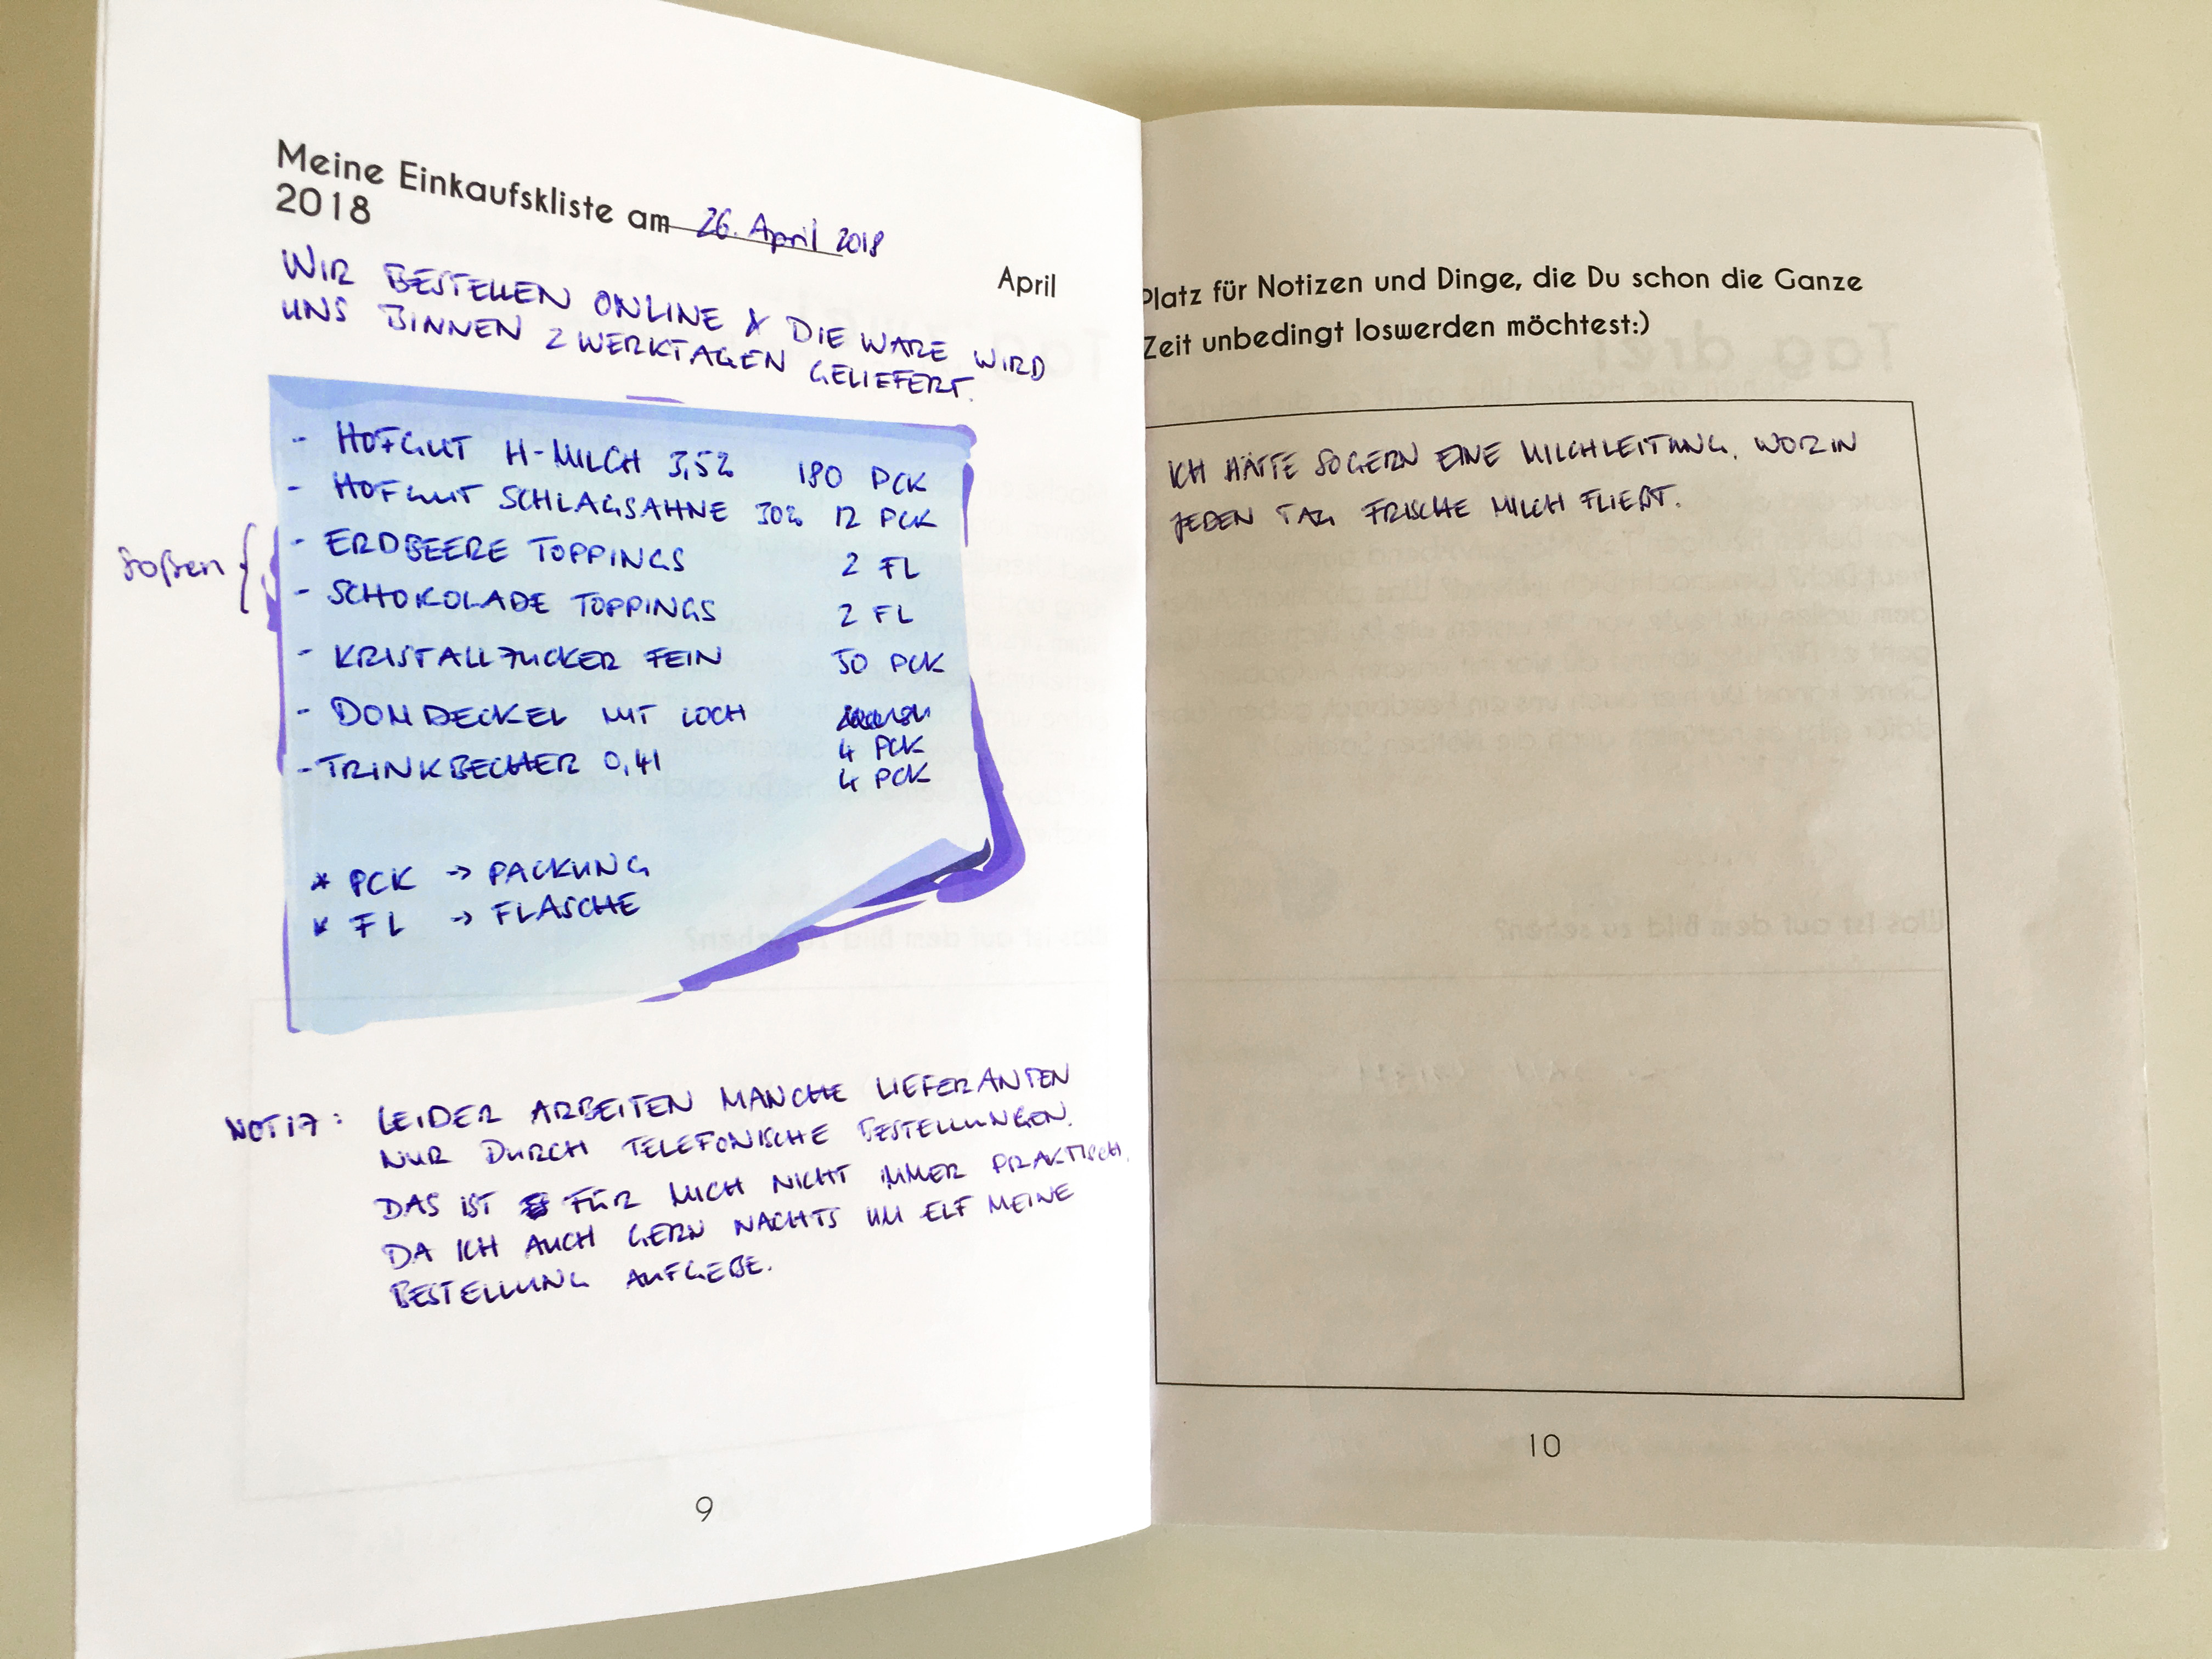 Meine Einkaufskliste am 26. April 2018
2018
April
WIR BESTELLEN ONLINE & DIE WARE WIRD
UNS BINNEN 2 WERKTAGEN GELIEFERT.
- HOFGUT H-MILCH 3,5% 180 PCK
- HOFGUT SCHLAGSAHNE 30% 12 PCK
Soßen {
- ERDBEERE TOPPINGS 2 FL
- SCHOKOLADE TOPPINGS 2 FL
- KRISTALLZUCKER FEIN 50 PCK
- DOMDECKEL MIT LOCH
4 PCK
- TRINKBECHER 0,4l 4 PCK
* PCK → PACKUNG
* FL → FLASCHE
NOTIZ: LEIDER ARBEITEN MANCHE LIEFERANTEN
NUR DURCH TELEFONISCHE BESTELLUNGEN.
DAS IST FÜR MICH NICHT IMMER PRAKTISCH,
DA ICH AUCH GERN NACHTS UM ELF MEINE
BESTELLUNG AUFGEBE.
9
Platz für Notizen und Dinge, die Du schon die Ganze
Zeit unbedingt loswerden möchtest:)
ICH HÄTTE SO GERN EINE MILCHLEITUNG, WORIN
JEDEN TAG FRISCHE MILCH FLIEßT.
10